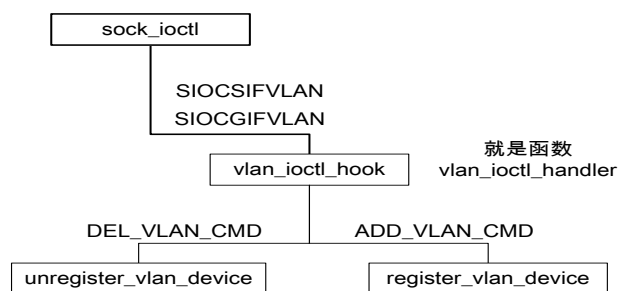 sock_ioctl
SIOCSIFVLAN
SIOCGIFVLAN
vlan_ioctl_hook
就是函数
vlan_ioctl_handler
DEL_VLAN_CMD
ADD_VLAN_CMD
unregister_vlan_device
register_vlan_device